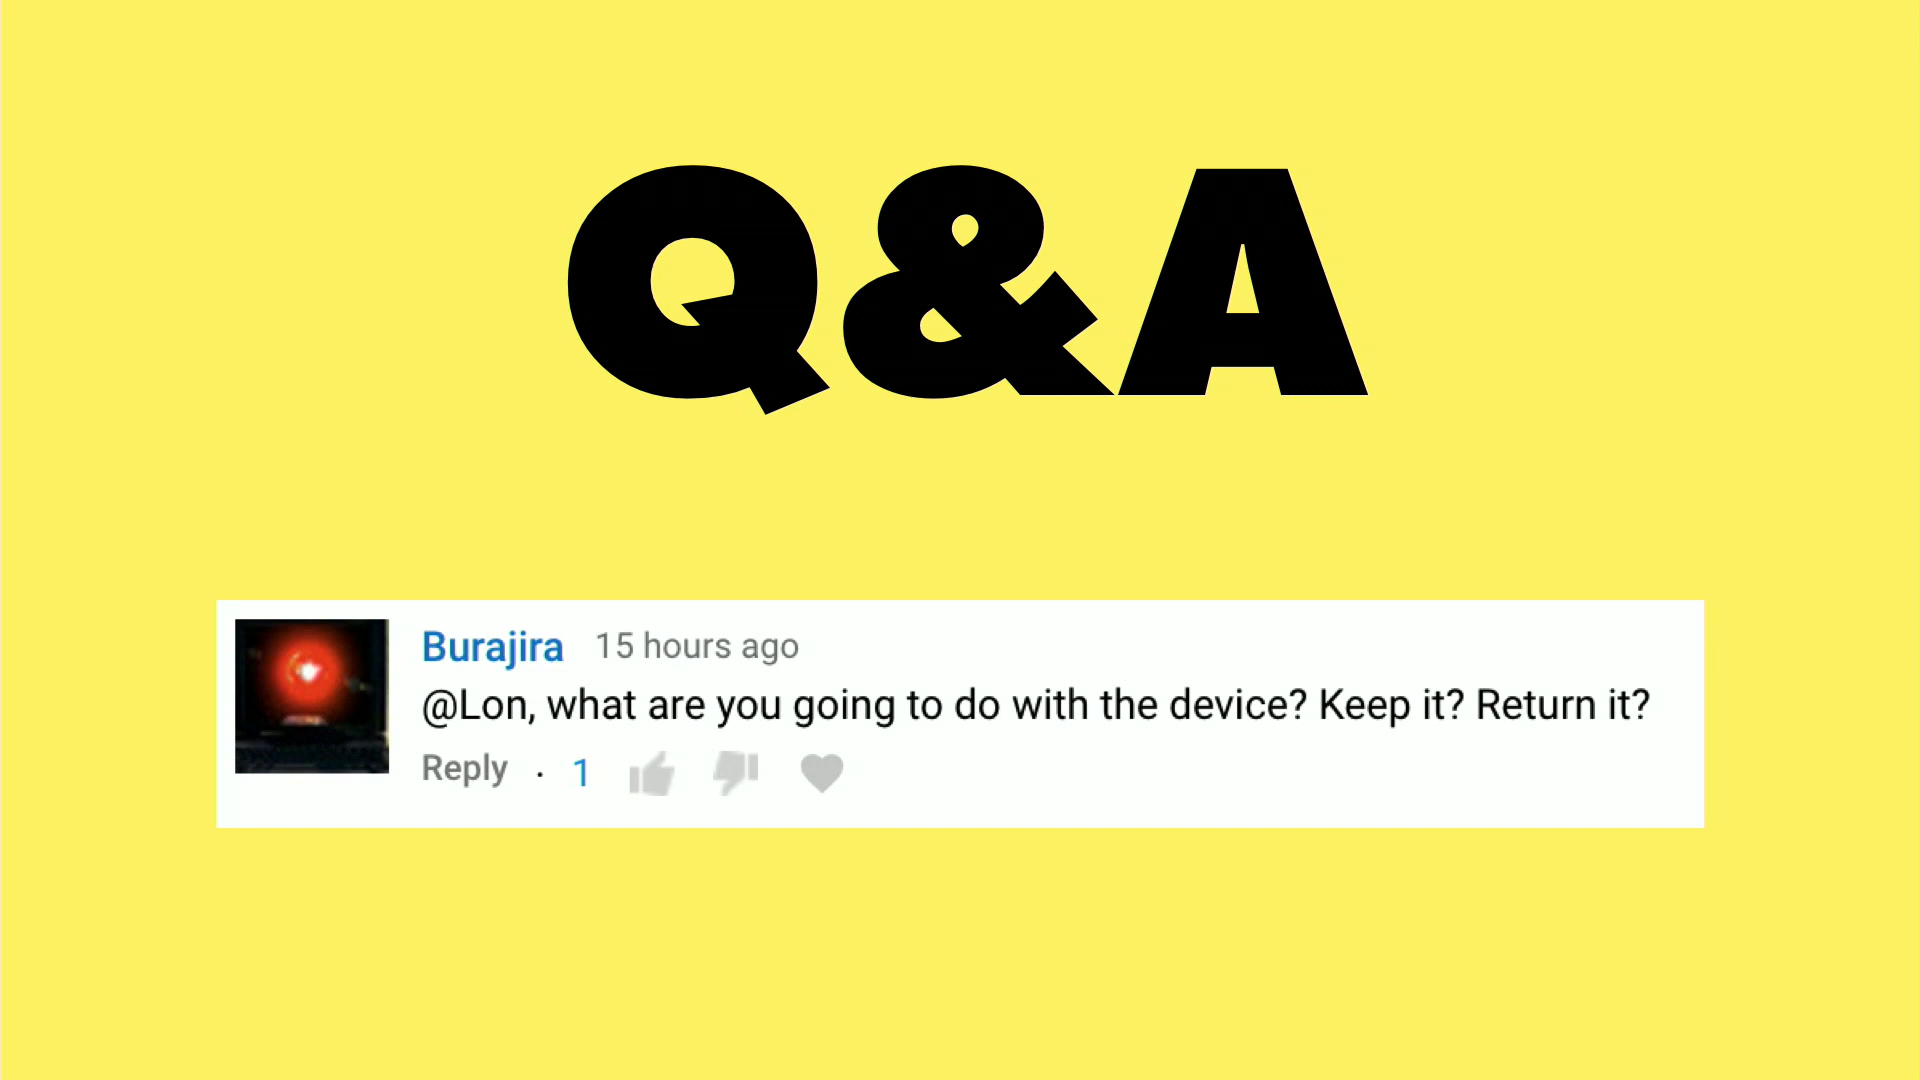 Q&A
Burajira 15 hours ago
@Lon, what are you going to do with the device? Keep it? Return it?
Reply · 1